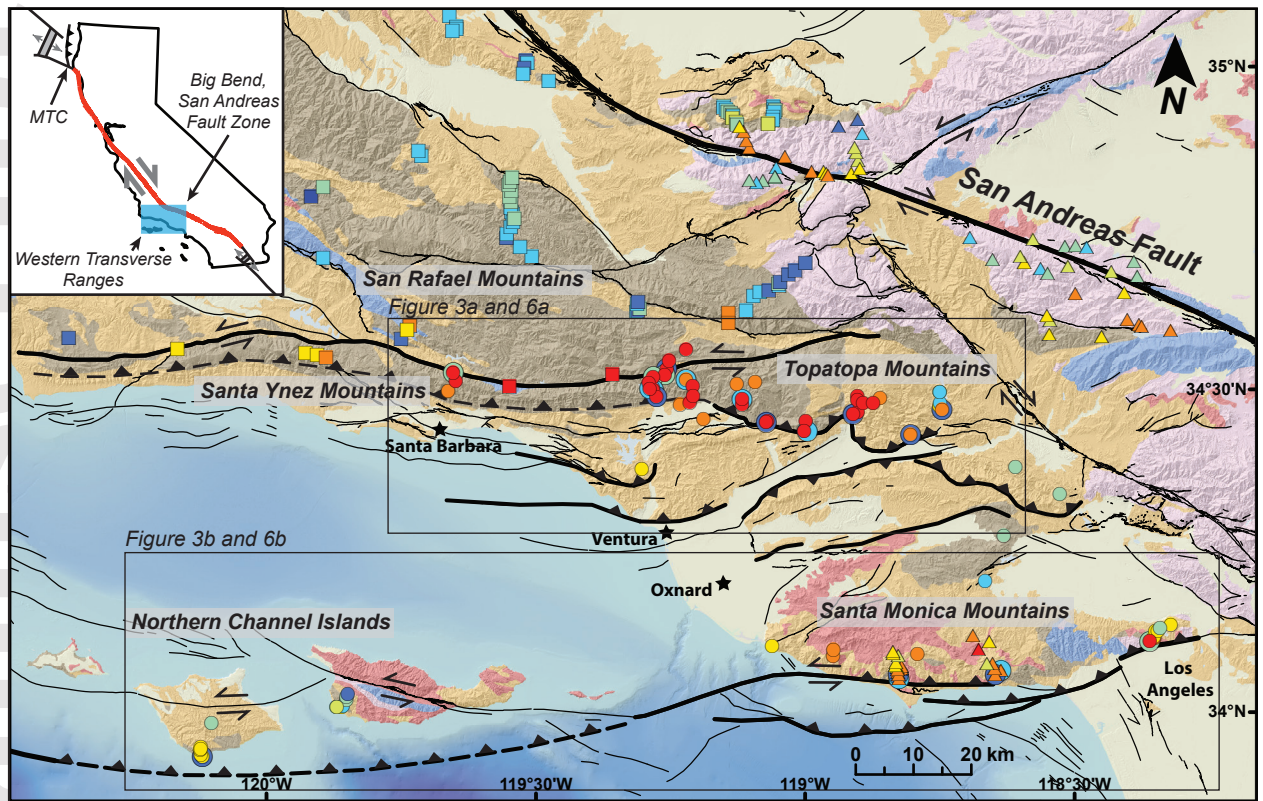 MTC
Big Bend,
San Andreas
Fault Zone
Western Transverse
Ranges
N
35°N
San Andreas Fault
San Rafael Mountains
Figure 3a and 6a
Santa Ynez Mountains
Topatopa Mountains
34°30'N
Santa Barbara
Ventura
Figure 3b and 6b
Oxnard
Northern Channel Islands
Santa Monica Mountains
Los
Angeles
34°N
0 10 20 km
120°W
119°30'W
119°W
118°30'W